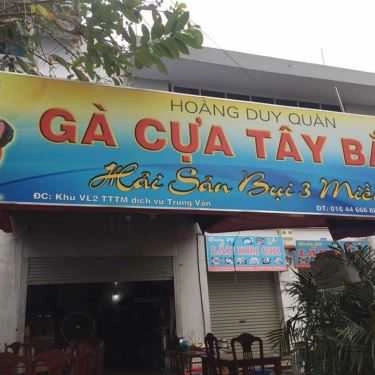 HOÀNG DUY QUÂN
GÀ CỰA TÂY
Hải Sản Bụi 3 Miền
ĐC: Khu VL2 TTTM dịch vụ Trung Văn
ĐT: 016 44 666